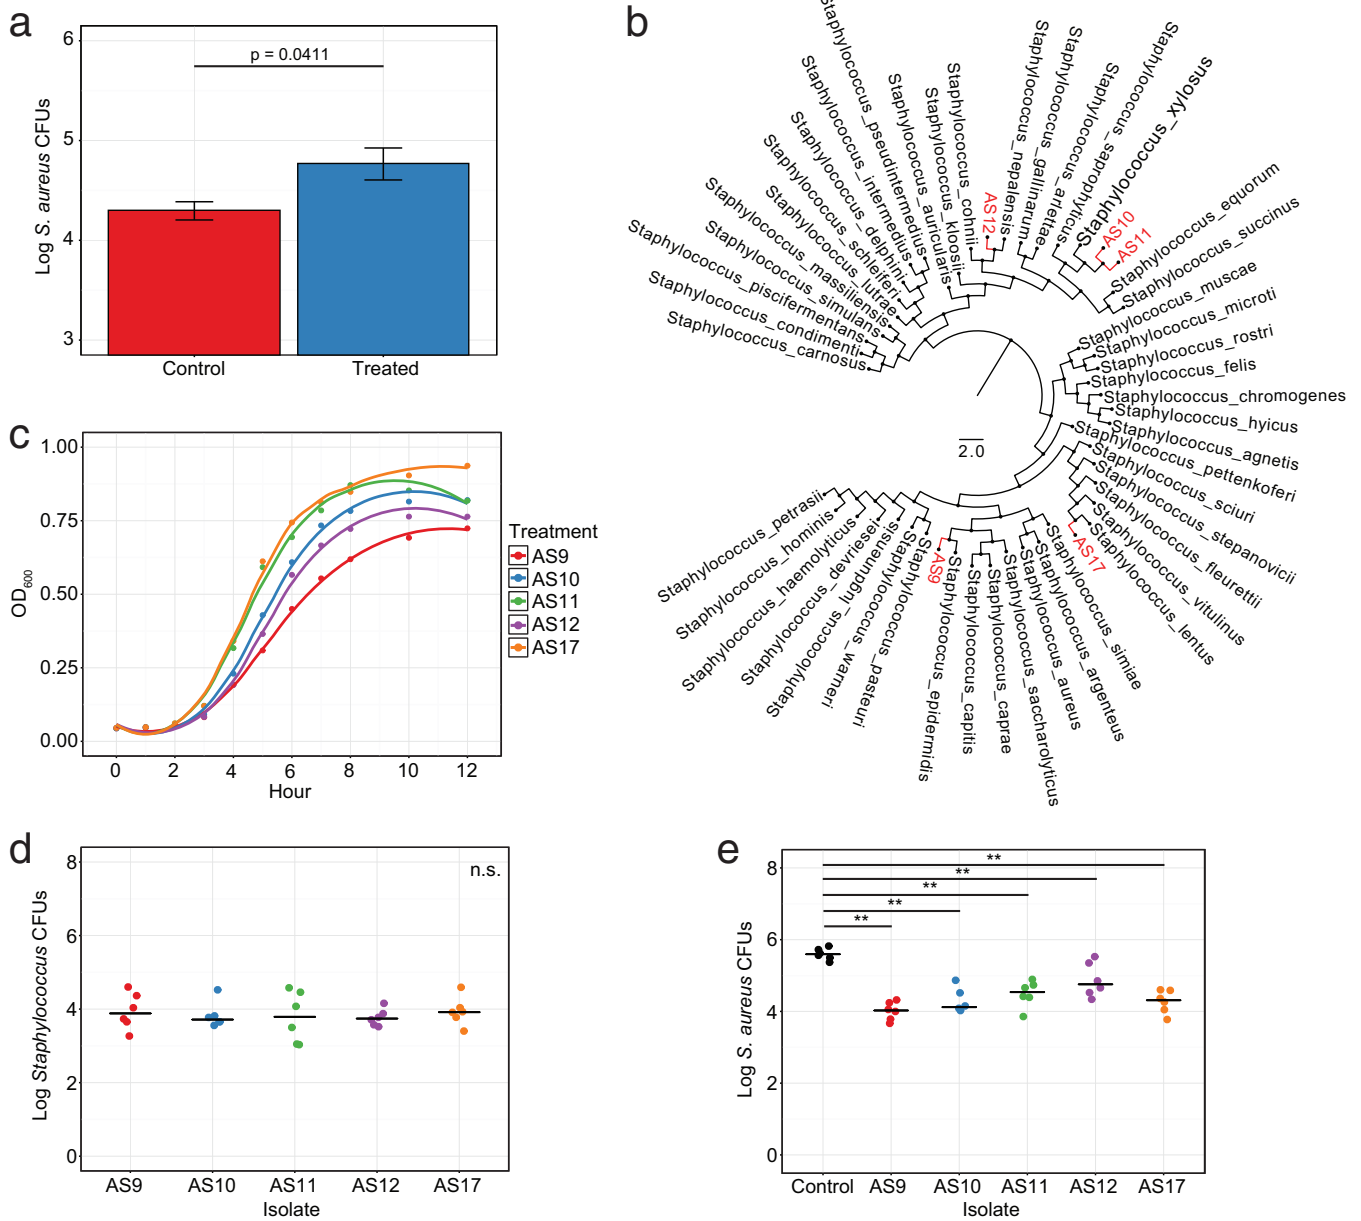 a
6
5
4
3
Log S. aureus CFUs
p = 0.0411
Control
Treated
b
Staphylococcus_carnosus
Staphylococcus_condimenti
Staphylococcus_piscifermentans
Staphylococcus_simulans
Staphylococcus_massiliensis
Staphylococcus_lutrae
Staphylococcus_schleiferi
Staphylococcus_delphini
Staphylococcus_intermedius
Staphylococcus_pseudintermedius
Staphylococcus_auricularis
Staphylococcus_kloosii
Staphylococcus_cohnii
AS12
Staphylococcus_nepalensis
Staphylococcus_gallinarum
Staphylococcus_arlettae
Staphylococcus_saprophyticus
Staphylococcus_xylosus
AS10
AS11
Staphylococcus_equorum
Staphylococcus_succinus
Staphylococcus_muscae
Staphylococcus_microti
Staphylococcus_rostri
Staphylococcus_felis
Staphylococcus_chromogenes
Staphylococcus_hyicus
Staphylococcus_agnetis
Staphylococcus_pettenkoferi
Staphylococcus_sciuri
Staphylococcus_stepanovicii
Staphylococcus_fleurettii
Staphylococcus_vitulinus
Staphylococcus_lentus
AS17
Staphylococcus_simiae
Staphylococcus_argenteus
Staphylococcus_aureus
Staphylococcus_saccharolyticus
Staphylococcus_caprae
Staphylococcus_capitis
Staphylococcus_epidermidis
AS9
Staphylococcus_pasteuri
Staphylococcus_warneri
Staphylococcus_lugdunensis
Staphylococcus_devriesei
Staphylococcus_haemolyticus
Staphylococcus_hominis
Staphylococcus_petrasii
2.0
c
1.00
0.75
0.50
0.25
0.00
OD600
0 2 4 6 8 10 12
Hour
Treatment
AS9
AS10
AS11
AS12
AS17
d
8
6
4
2
0
Log Staphylococcus CFUs
n.s.
AS9 AS10 AS11 AS12 AS17
Isolate
e
8
6
4
2
0
Log S. aureus CFUs
**
**
**
**
**
Control AS9 AS10 AS11 AS12 AS17
Isolate